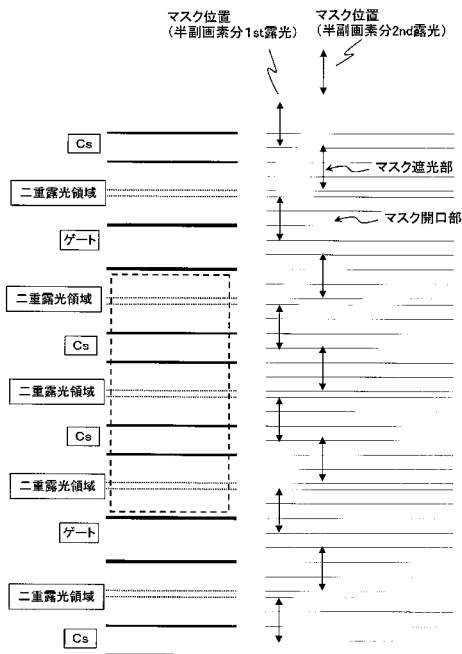 マスク位置
(半副画素分1st露光)
マスク位置
(半副画素分2nd露光)
Cs
マスク遮光部
二重露光領域
マスク開口部
ゲート
二重露光領域
Cs
二重露光領域
Cs
二重露光領域
ゲート
二重露光領域
Cs